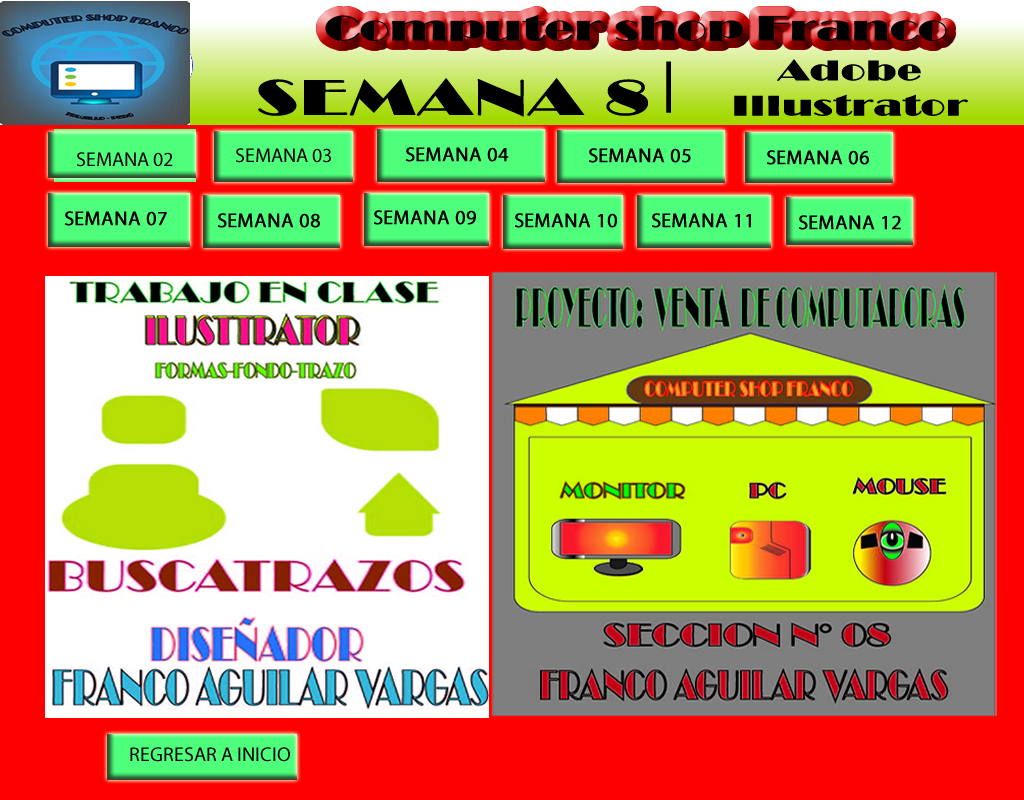 COMPUTER SHOP FRANCO
TRUJILLO - PERÚ
Computer shop Franco
SEMANA 8|
Adobe
Illustrator
SEMANA 02
SEMANA 03
SEMANA 04
SEMANA 05
SEMANA 06
SEMANA 07
SEMANA 08
SEMANA 09
SEMANA 10
SEMANA 11
SEMANA 12
TRABAJO EN CLASE
ILUSTTRATOR
FORMAS-FONDO-TRAZO
BUSCATRAZOS
DISEÑADOR
FRANCO AGUILAR VARGAS
PROYECTO: VENTA DE COMPUTADORAS
COMPUTER SHOP FRANCO
MONITOR
PC
MOUSE
SECCION N° 08
FRANCO AGUILAR VARGAS
REGRESAR A INICIO